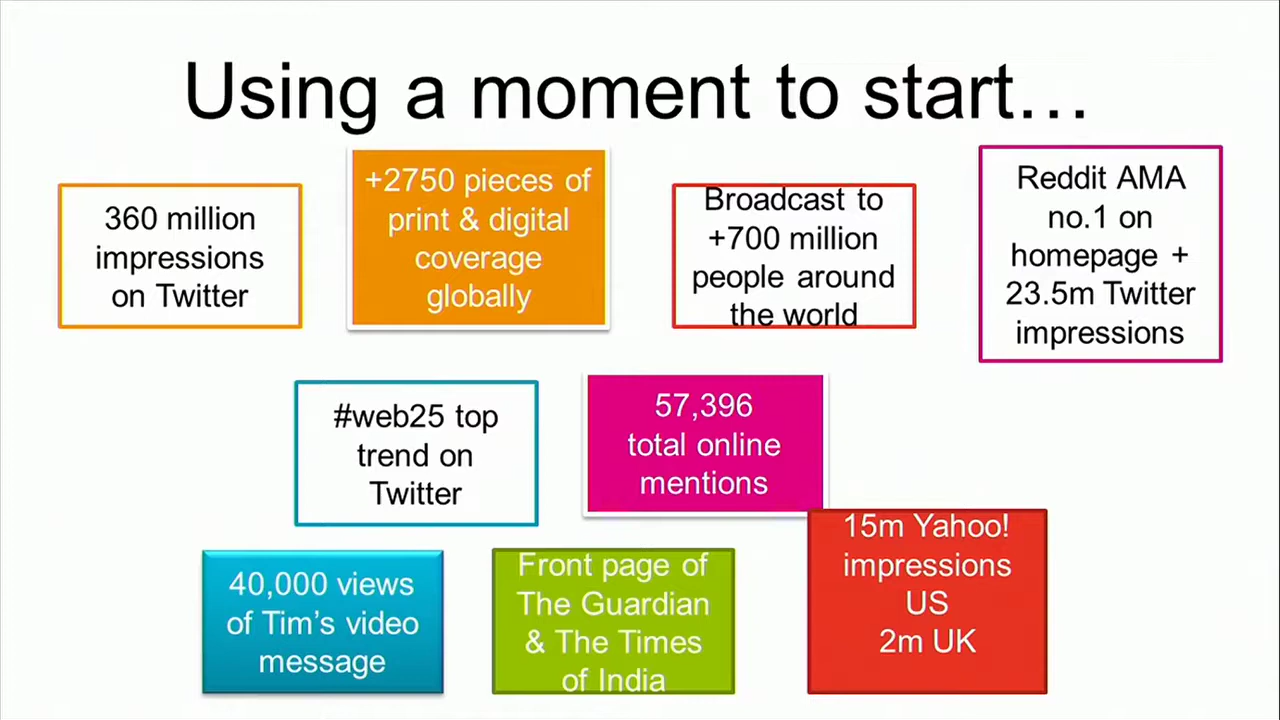 Using a moment to start…
360 million
impressions
on Twitter
+2750 pieces of
print & digital
coverage
globally
Broadcast to
+700 million
people around
the world
Reddit AMA
no.1 on
homepage +
23.5m Twitter
impressions
#web25 top
trend on
Twitter
57,396
total online
mentions
40,000 views
of Tim’s video
message
Front page of
The Guardian
& The Times
of India
15m Yahoo!
impressions
US
2m UK